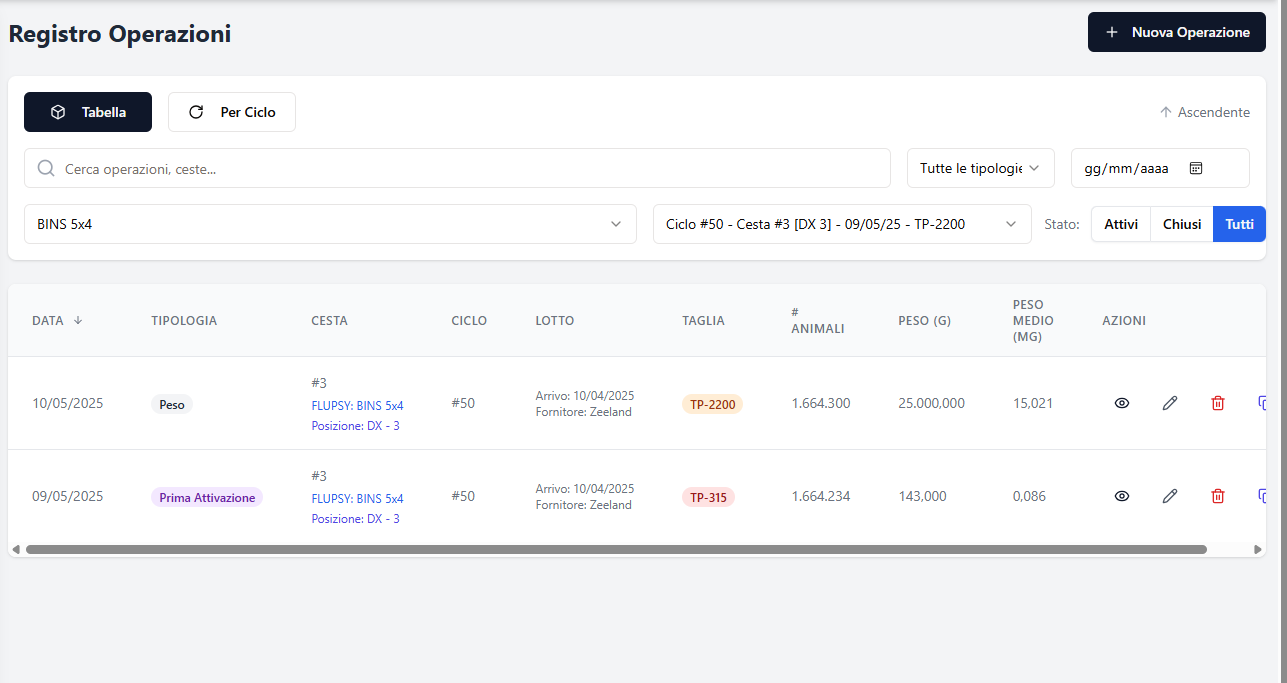 Registro Operazioni
Nuova Operazione
Tabella
Per Ciclo
Ascendente
Cerca operazioni, ceste...
Tutte le tipologie
gg/mm/aaaa
BINS 5x4
Ciclo #50 - Cesta #3 [DX 3] - 09/05/25 - TP-2200
Stato:
Attivi
Chiusi
Tutti
DATA
TIPOLOGIA
CESTA
CICLO
LOTTO
TAGLIA
#
ANIMALI
PESO (G)
PESO
MEDIO
(MG)
AZIONI
10/05/2025
Peso
#3
FLUPSY: BINS 5x4
Posizione: DX - 3
#50
Arrivo: 10/04/2025
Fornitore: Zeeland
TP-2200
1.664.300
25.000,000
15,021
09/05/2025
Prima Attivazione
#3
FLUPSY: BINS 5x4
Posizione: DX - 3
#50
Arrivo: 10/04/2025
Fornitore: Zeeland
TP-315
1.664.234
143,000
0,086